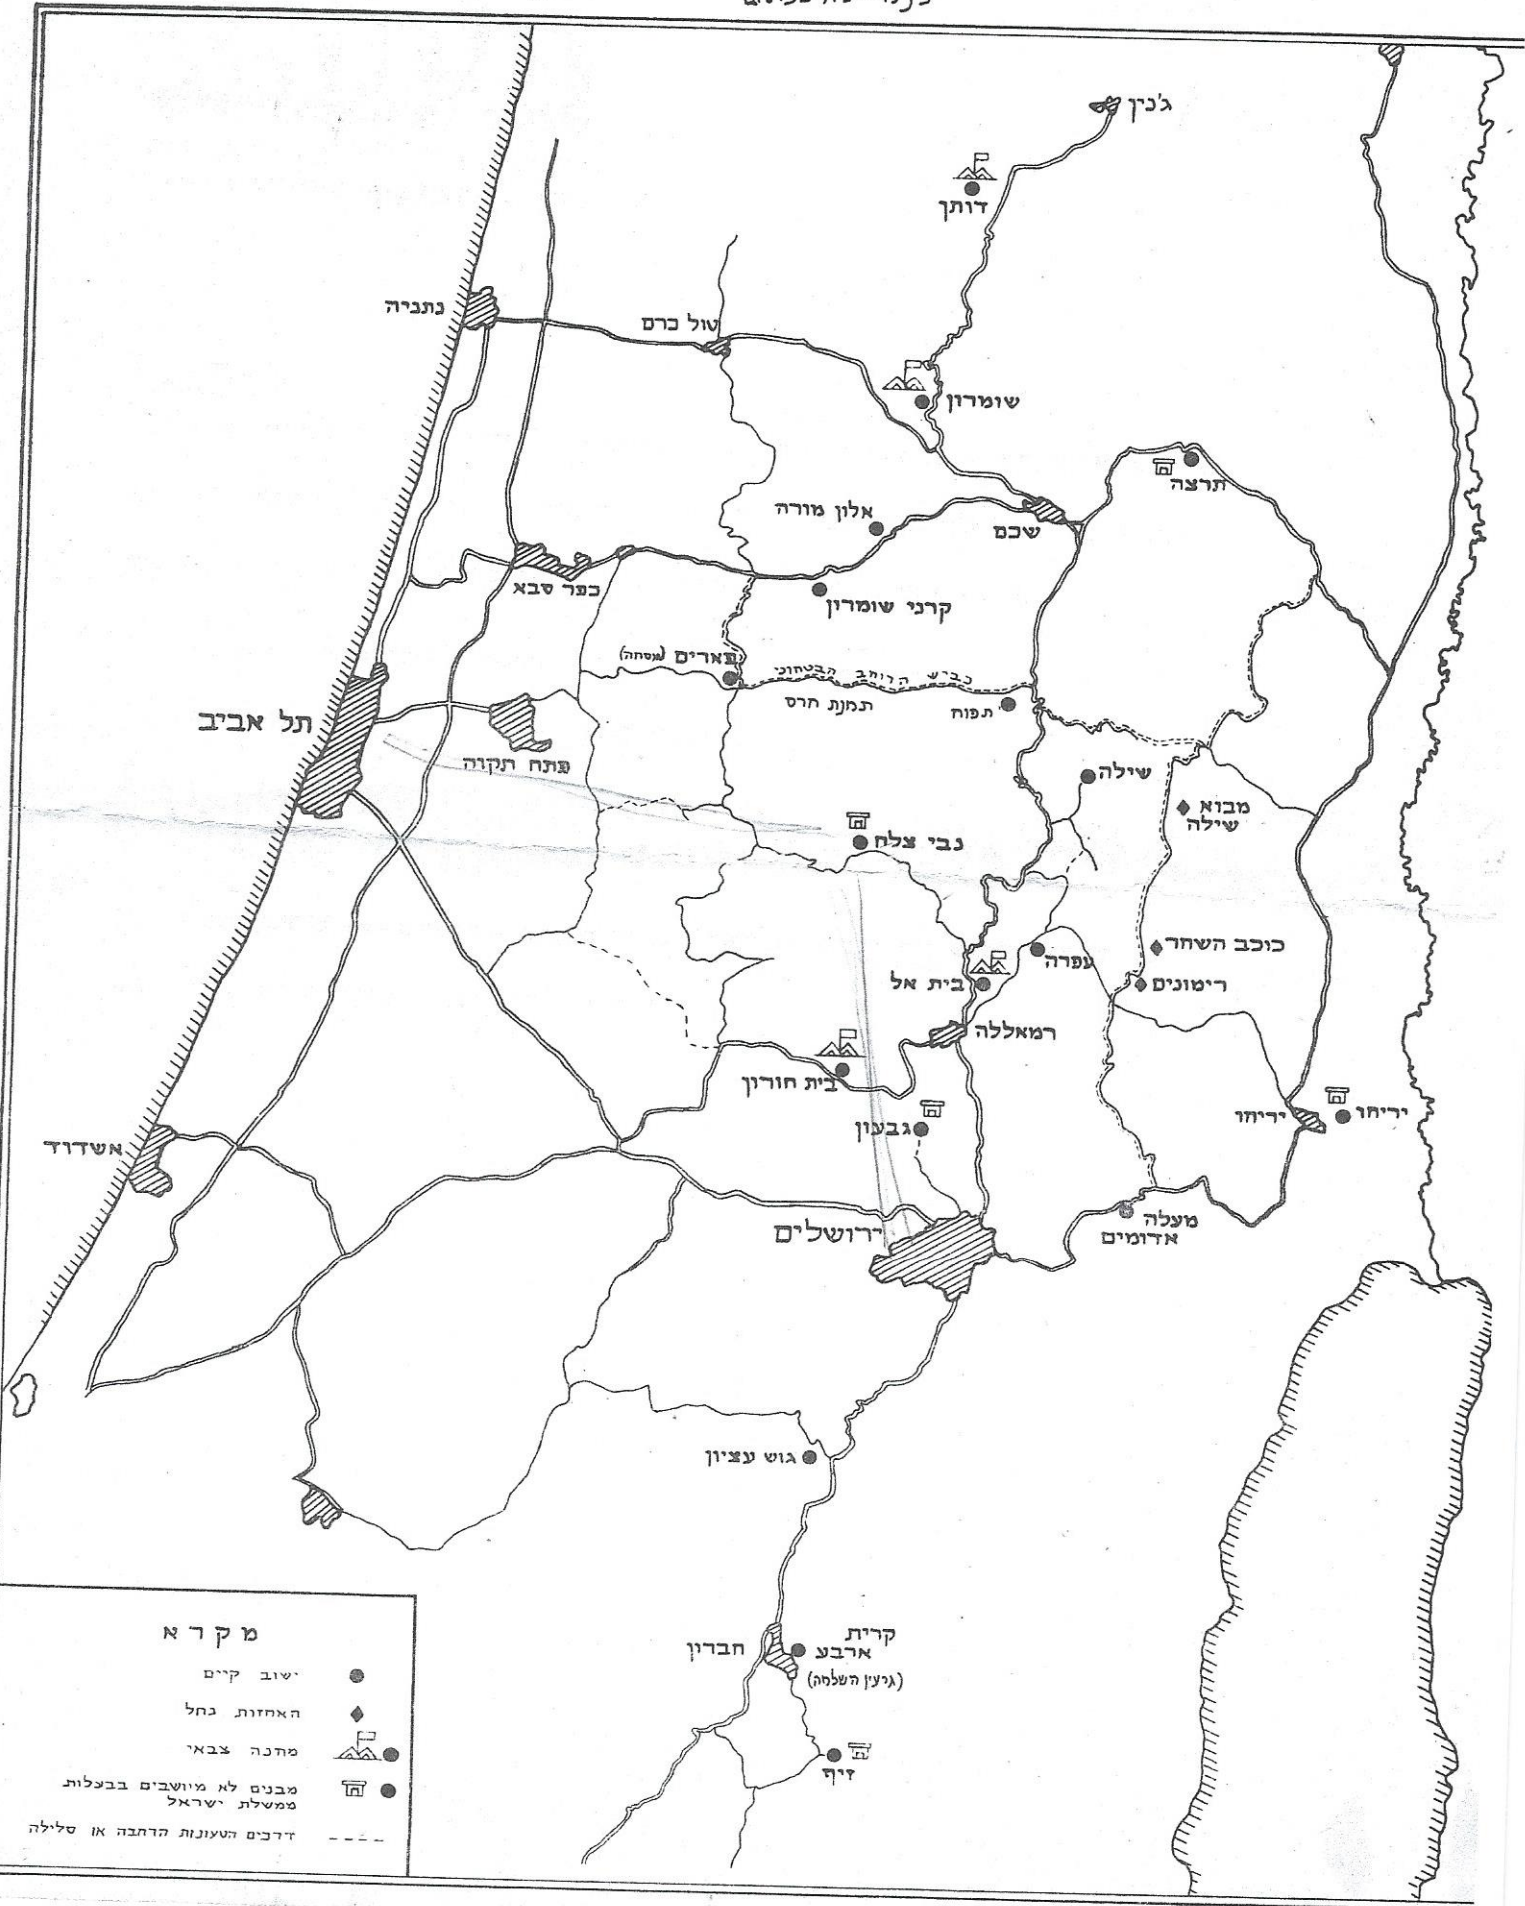 ג'נין
דותן
נתניה
טול כרם
שומרון
תרצה
אלון מורה
שכם
כפר סבא
קרני שומרון
פארים (מסחה)
כביש הרוחב הבטחוני
תחנת חרס
תפוח
תל אביב
פתח תקוה
שילה
מבוא
שילה
נבי צלח
כוכב השחר
עפרה
בית אל
רימונים
רמאללה
בית חורון
גבעון
יריחו
יריחו
אשדוד
מעלה
אדומים
ירושלים
גוש עציון
חברון
קרית
ארבע
(גרעין השלמה)
זיף
מקרא
ישוב קיים
האחזות נחל
מחנה צבאי
מבנים לא מיושבים בבעלות
ממשלת ישראל
דרכים הטעונות הרחבה או סלילה